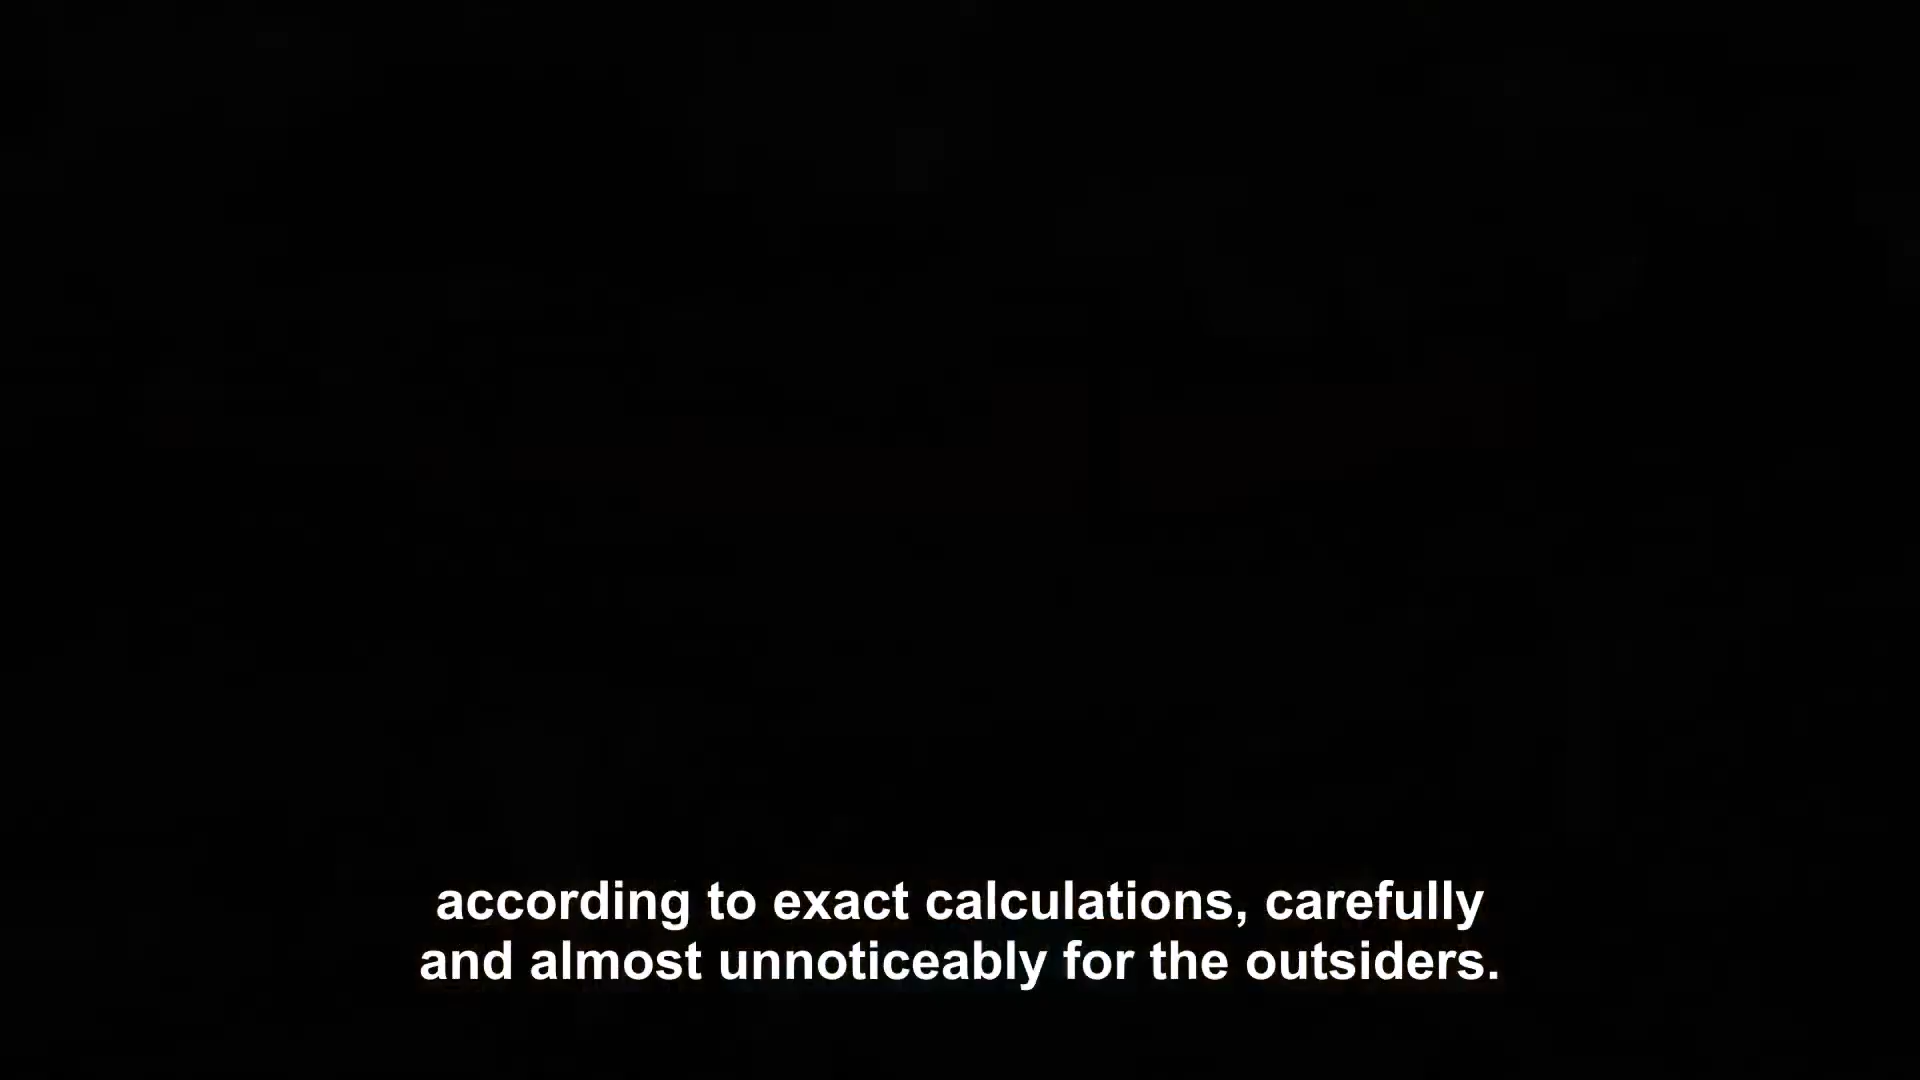 according to exact calculations, carefully
and almost unnoticeably for the outsiders.